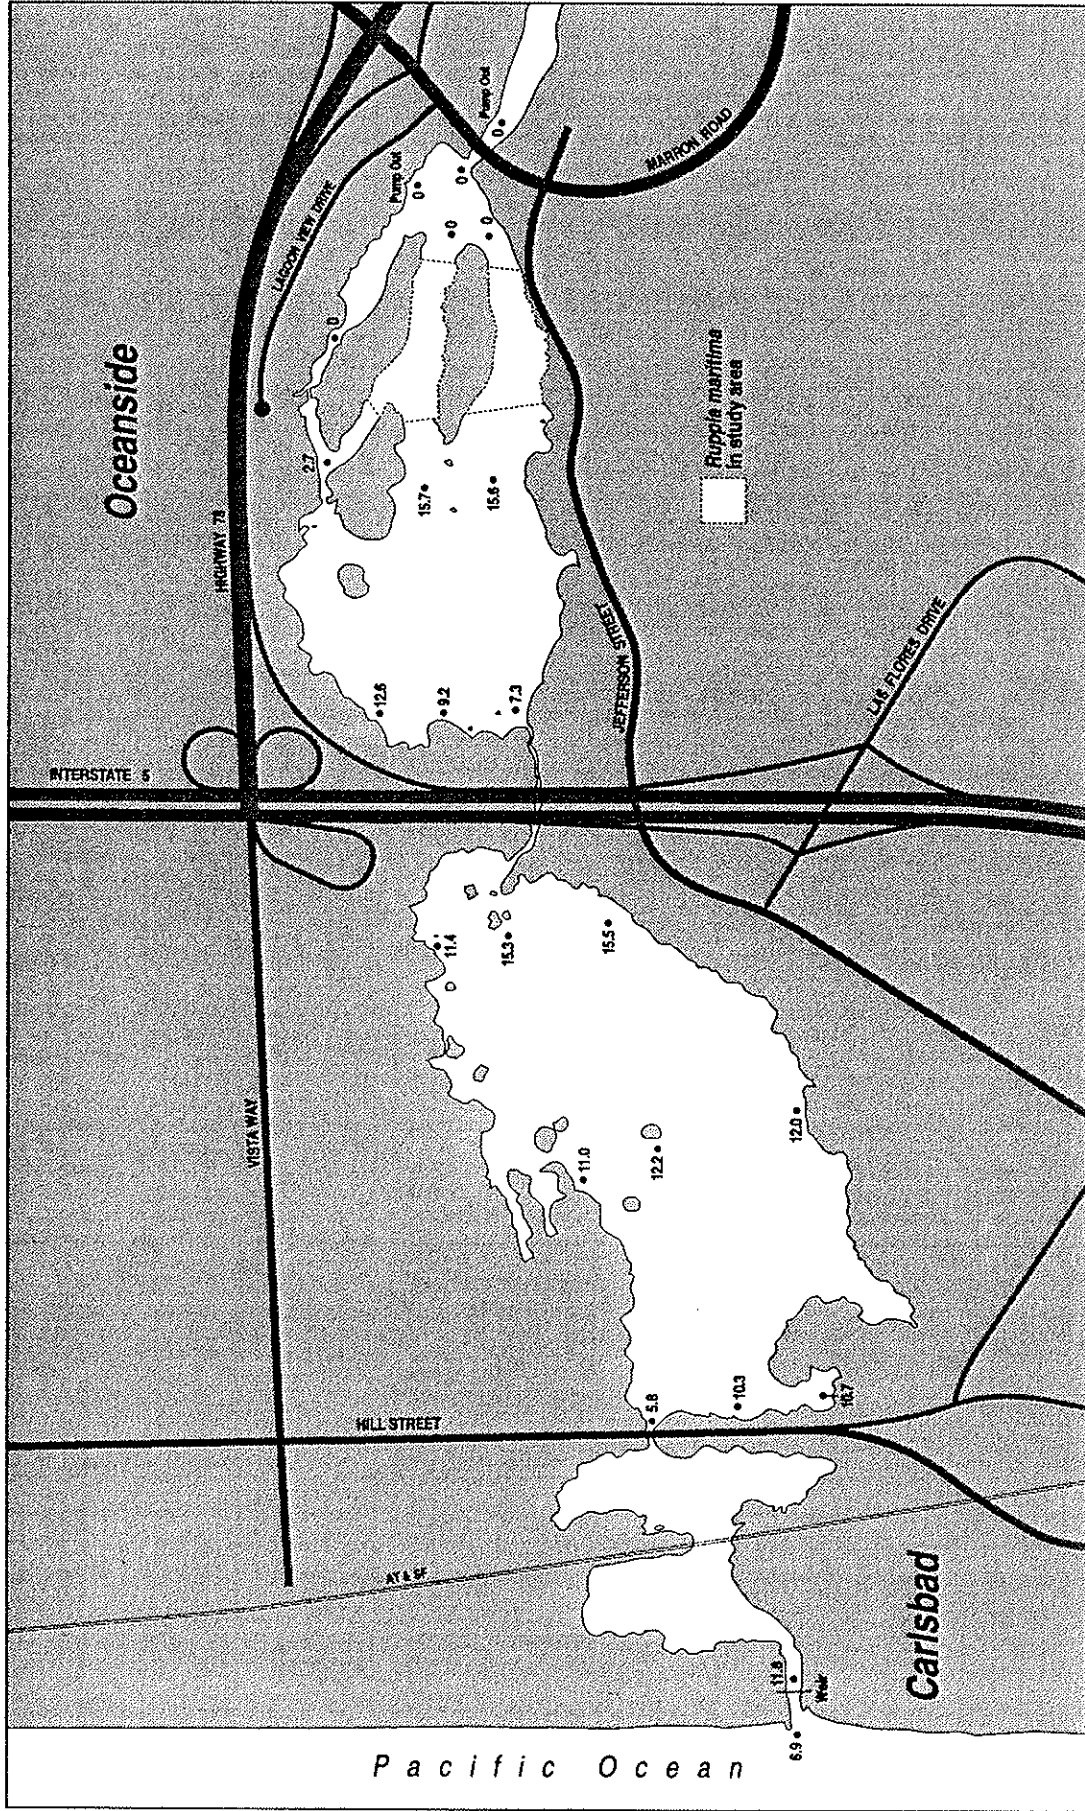 Oceanside
HIGHWAY 78
LAGOON VIEW DRIVE
Pump Out
0
Pump Out
0
0
0
0
0
2.7
15.7
15.6
MARRON ROAD
Ruppia maritima
in study area
12.6
9.2
7.3
JEFFERSON STREET
LAS FLORES DRIVE
INTERSTATE 5
11.4
15.3
15.5
VISTA WAY
11.0
12.2
12.0
HILL STREET
5.8
10.3
10.7
AT & SF
Carlsbad
11.8
Weir
6.9
Pacific Ocean